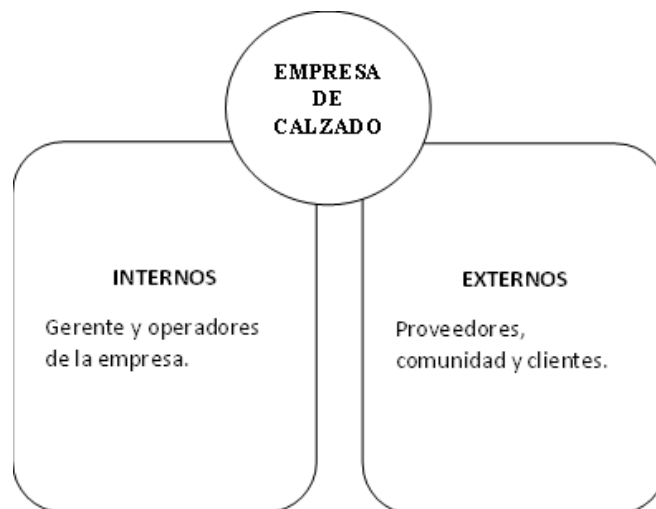 EMPRESA
DE
CALZADO
INTERNOS
Gerente y operadores
de la empresa.
EXTERNOS
Proveedores,
comunidad y clientes.